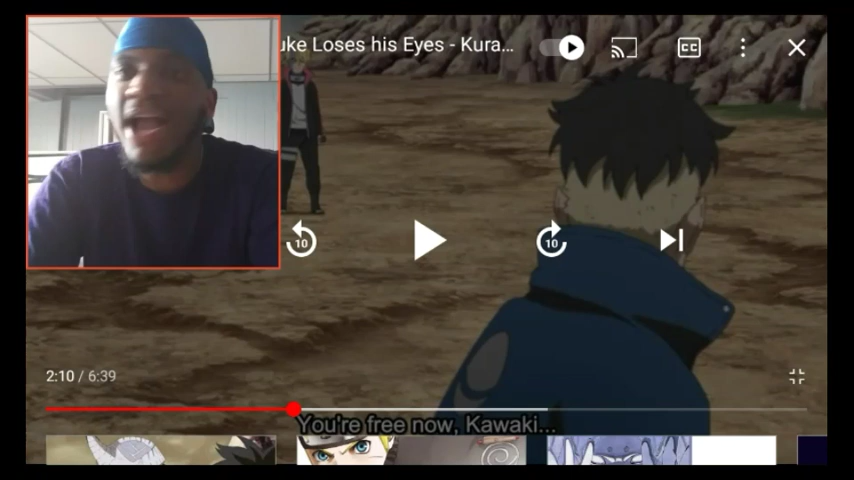 uke Loses his Eyes - Kura...
CC
10
10
2:10 / 6:39
You're free now, Kawaki...